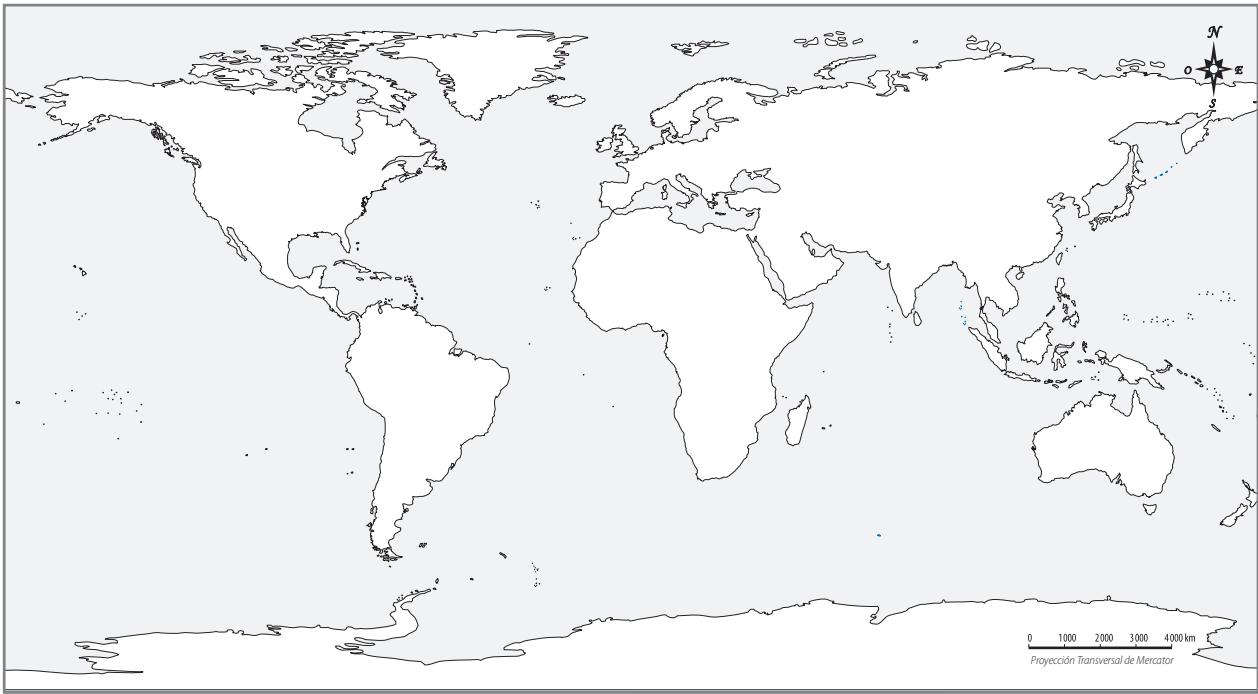 N
O E
S
0 1000 2000 3000 4000 km
Proyección Transversal de Mercator